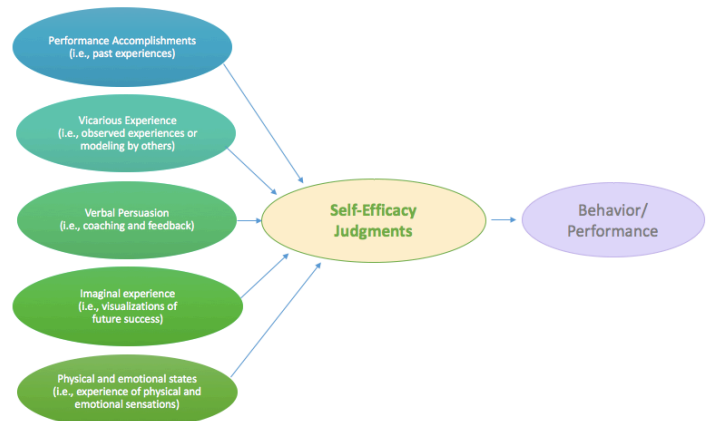 Performance Accomplishments
(i.e., past experiences)
Vicarious Experience
(i.e., observed experiences or
modeling by others)
Verbal Persuasion
(i.e., coaching and feedback)
Imaginal experience
(i.e., visualizations of
future success)
Physical and emotional states
(i.e., experience of physical and
emotional sensations)
Self-Efficacy
Judgments
Behavior/
Performance